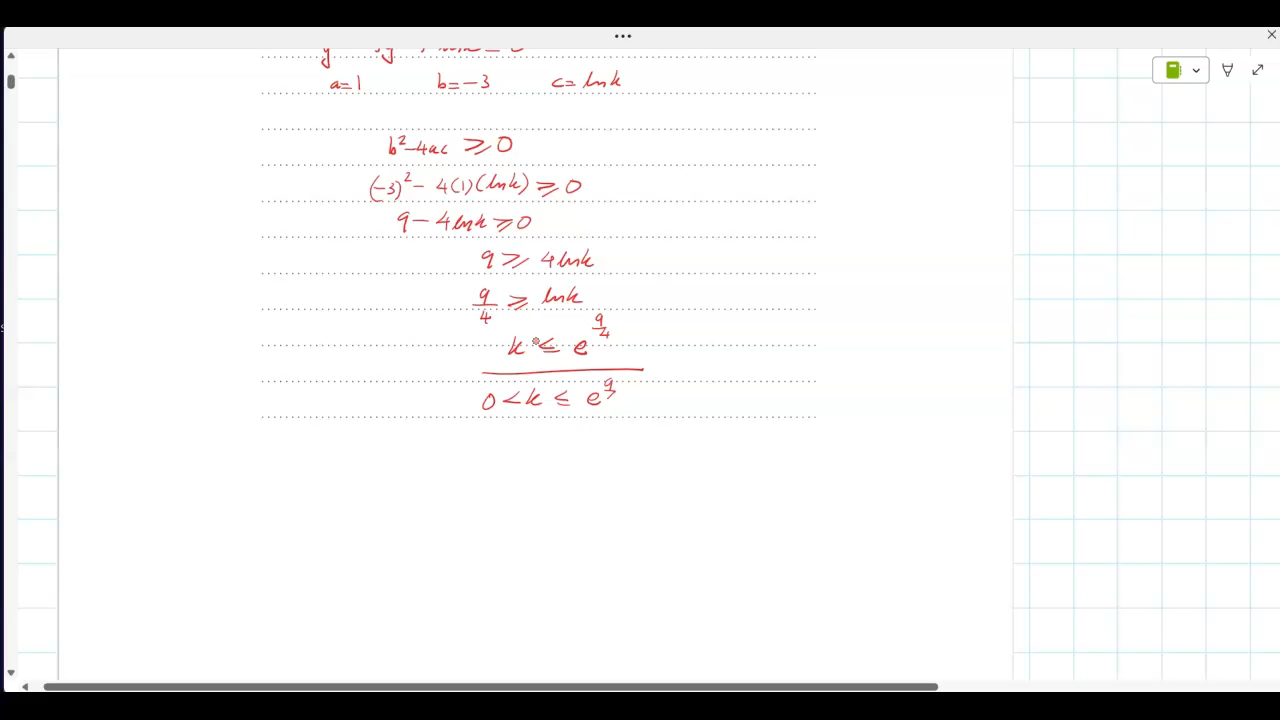 a=1 b=−3 c=lnk
b²−4ac ⩾ 0
(−3)²− 4(1)(lnk) ⩾ 0
9− 4lnk ⩾ 0
9 ⩾ 4lnk
9/4 ⩾ lnk
k ≤ e^(9/4)
0 < k ≤ e^9